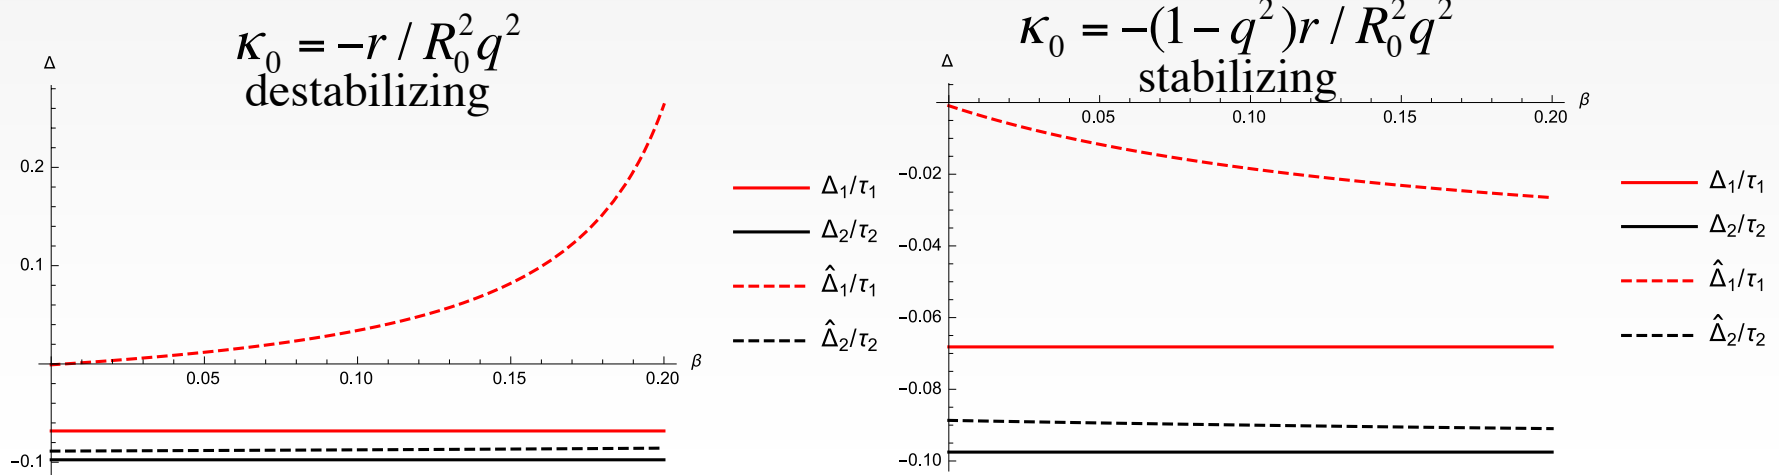 κ₀ = −r / R₀²q²
destabilizing
Δ
0.2
0.1
−0.1
0.05 0.10 0.15 0.20 β
Δ₁/τ₁
Δ₂/τ₂
Δ̂₁/τ₁
Δ̂₂/τ₂
κ₀ = −(1−q²)r / R₀²q²
stabilizing
Δ
0.05 0.10 0.15 0.20 β
−0.02
−0.04
−0.06
−0.08
−0.10
Δ₁/τ₁
Δ₂/τ₂
Δ̂₁/τ₁
Δ̂₂/τ₂